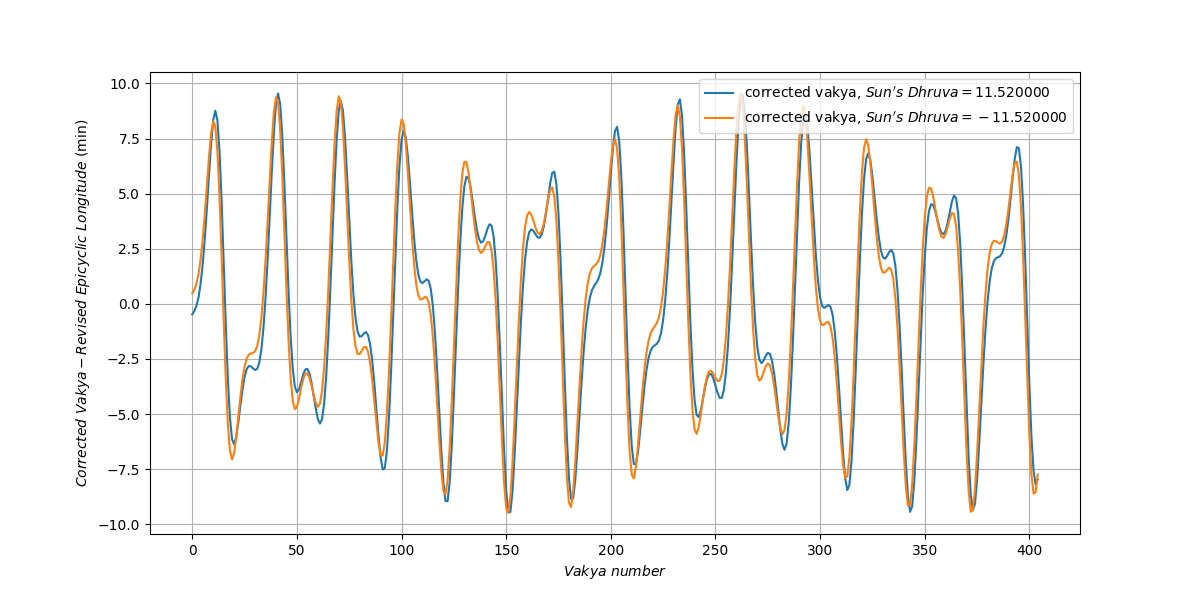 corrected vakya, Sun's Dhruva = 11.520000
corrected vakya, Sun's Dhruva = −11.520000
10.0
7.5
5.0
2.5
0.0
−2.5
−5.0
−7.5
−10.0
Corrected Vakya − Revised Epicyclic Longitude (min)
0 50 100 150 200 250 300 350 400
Vakya number